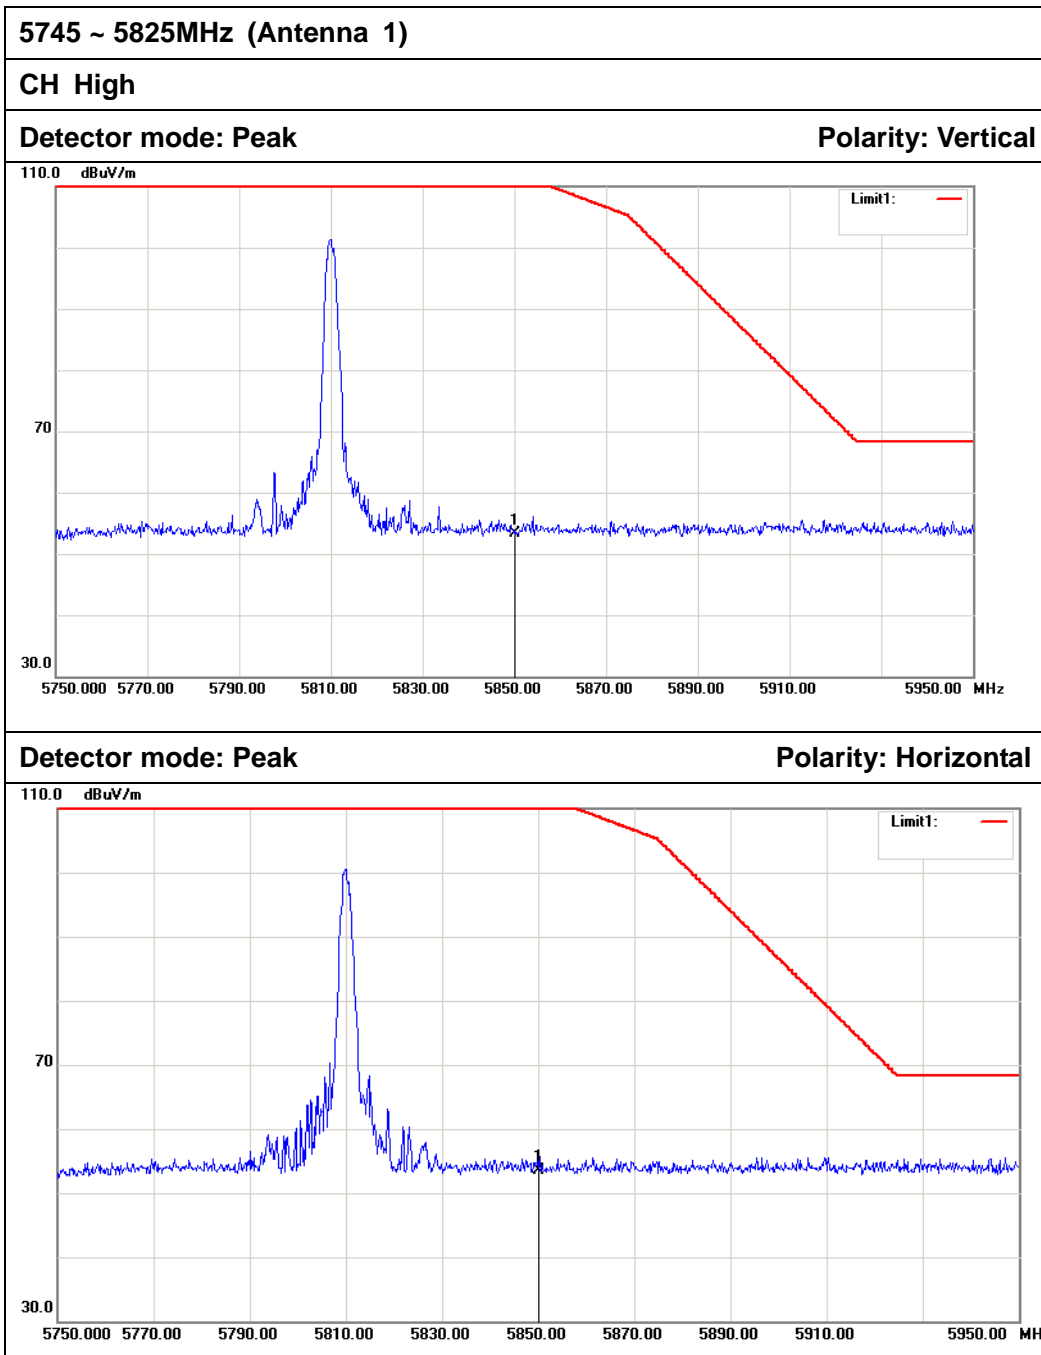 5745 ~ 5825MHz (Antenna 1)
CH High
Detector mode: Peak Polarity: Vertical
110.0 dBuV/m
Limit1:
70
1
30.0
5750.000 5770.00 5790.00 5810.00 5830.00 5850.00 5870.00 5890.00 5910.00 5950.00 MHz
Detector mode: Peak Polarity: Horizontal
110.0 dBuV/m
Limit1:
70
1
30.0
5750.000 5770.00 5790.00 5810.00 5830.00 5850.00 5870.00 5890.00 5910.00 5950.00 MH